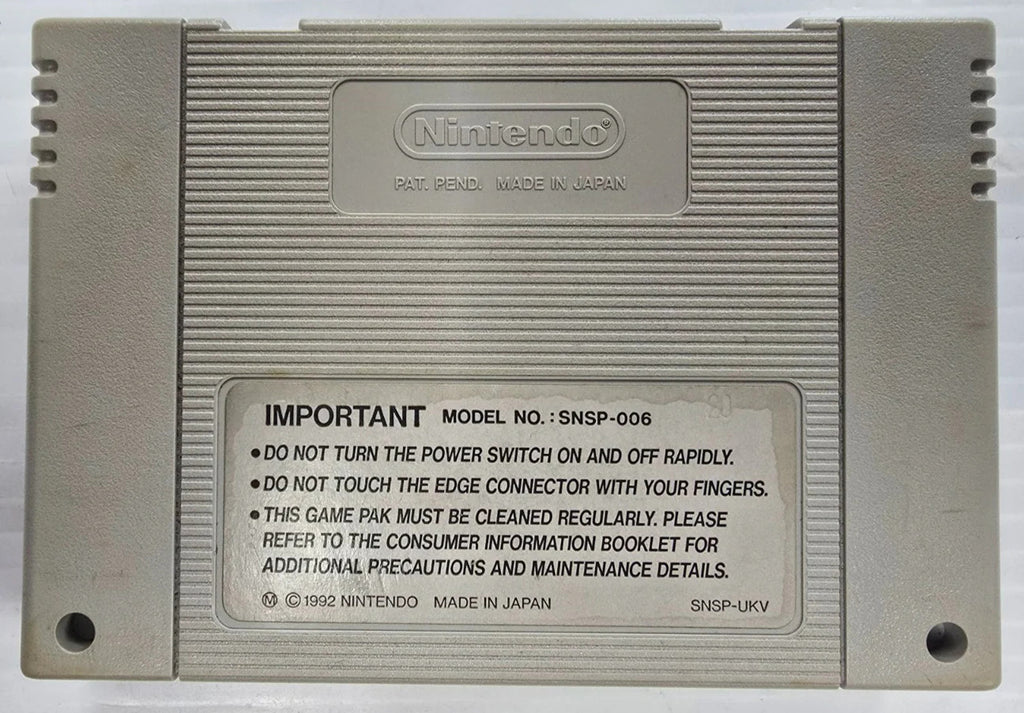 Nintendo®
PAT. PEND. MADE IN JAPAN
IMPORTANT MODEL NO.: SNSP-006
• DO NOT TURN THE POWER SWITCH ON AND OFF RAPIDLY.
• DO NOT TOUCH THE EDGE CONNECTOR WITH YOUR FINGERS.
• THIS GAME PAK MUST BE CLEANED REGULARLY. PLEASE
REFER TO THE CONSUMER INFORMATION BOOKLET FOR
ADDITIONAL PRECAUTIONS AND MAINTENANCE DETAILS.
Ⓜ © 1992 NINTENDO MADE IN JAPAN SNSP-UKV